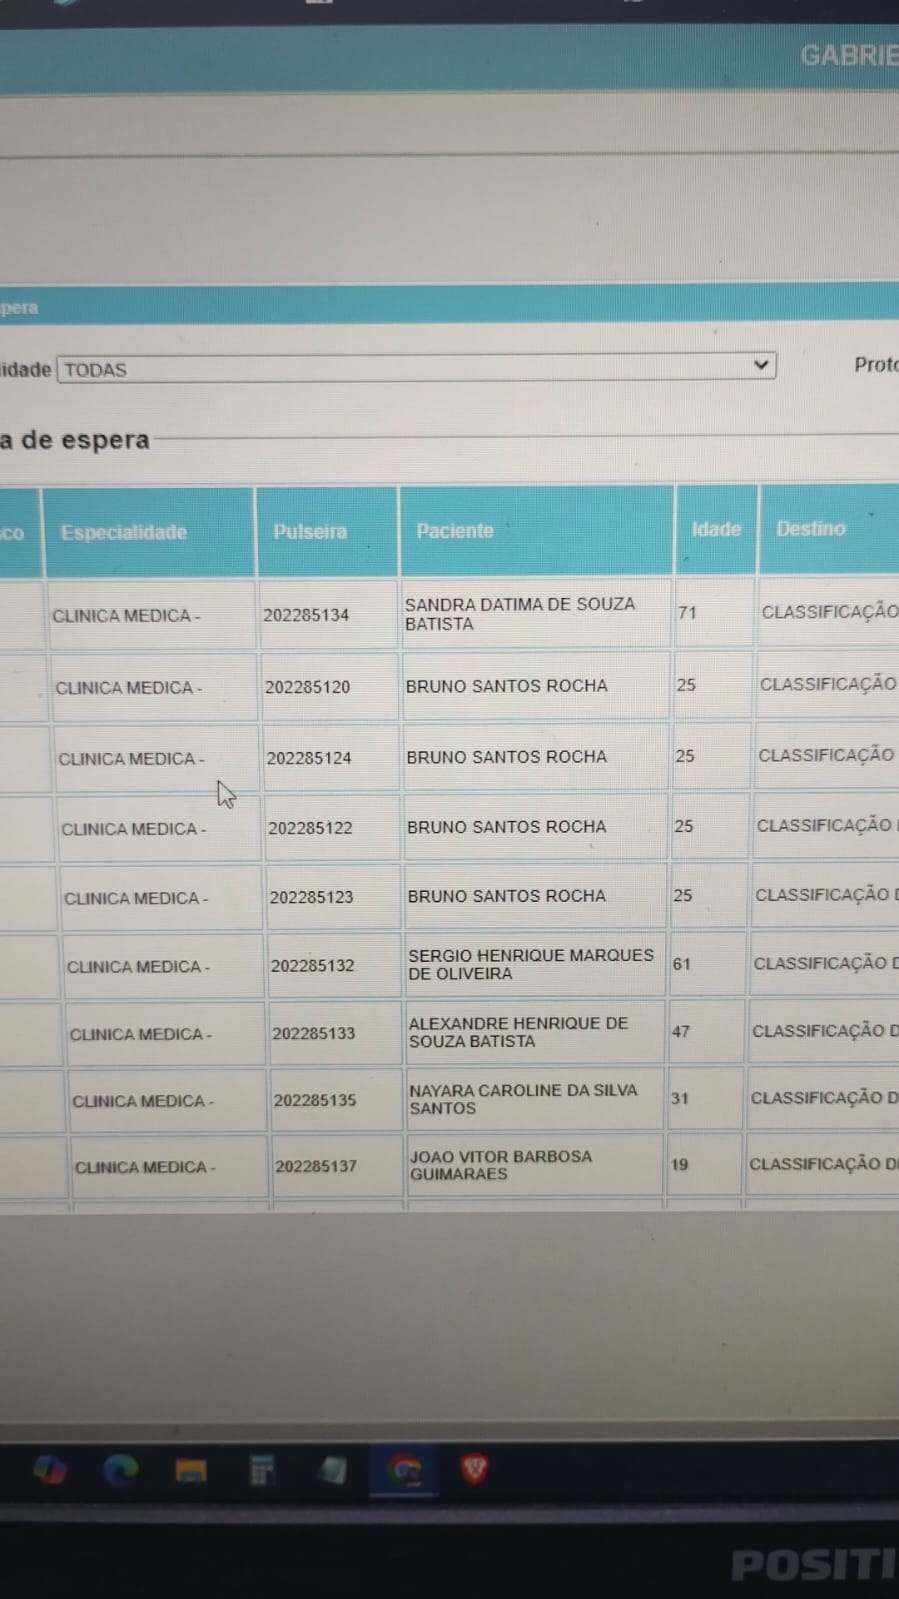 GABRIE
pera
idade TODAS Proto
a de espera
co Especialidade Pulseira Paciente Idade Destino
CLINICA MEDICA - 202285134 SANDRA DATIMA DE SOUZA BATISTA 71 CLASSIFICAÇÃO
CLINICA MEDICA - 202285120 BRUNO SANTOS ROCHA 25 CLASSIFICAÇÃO
CLINICA MEDICA - 202285124 BRUNO SANTOS ROCHA 25 CLASSIFICAÇÃO
CLINICA MEDICA - 202285122 BRUNO SANTOS ROCHA 25 CLASSIFICAÇÃO
CLINICA MEDICA - 202285123 BRUNO SANTOS ROCHA 25 CLASSIFICAÇÃO D
CLINICA MEDICA - 202285132 SERGIO HENRIQUE MARQUES DE OLIVEIRA 61 CLASSIFICAÇÃO D
CLINICA MEDICA - 202285133 ALEXANDRE HENRIQUE DE SOUZA BATISTA 47 CLASSIFICAÇÃO D
CLINICA MEDICA - 202285135 NAYARA CAROLINE DA SILVA SANTOS 31 CLASSIFICAÇÃO D
CLINICA MEDICA - 202285137 JOAO VITOR BARBOSA GUIMARAES 19 CLASSIFICAÇÃO DE
POSITI